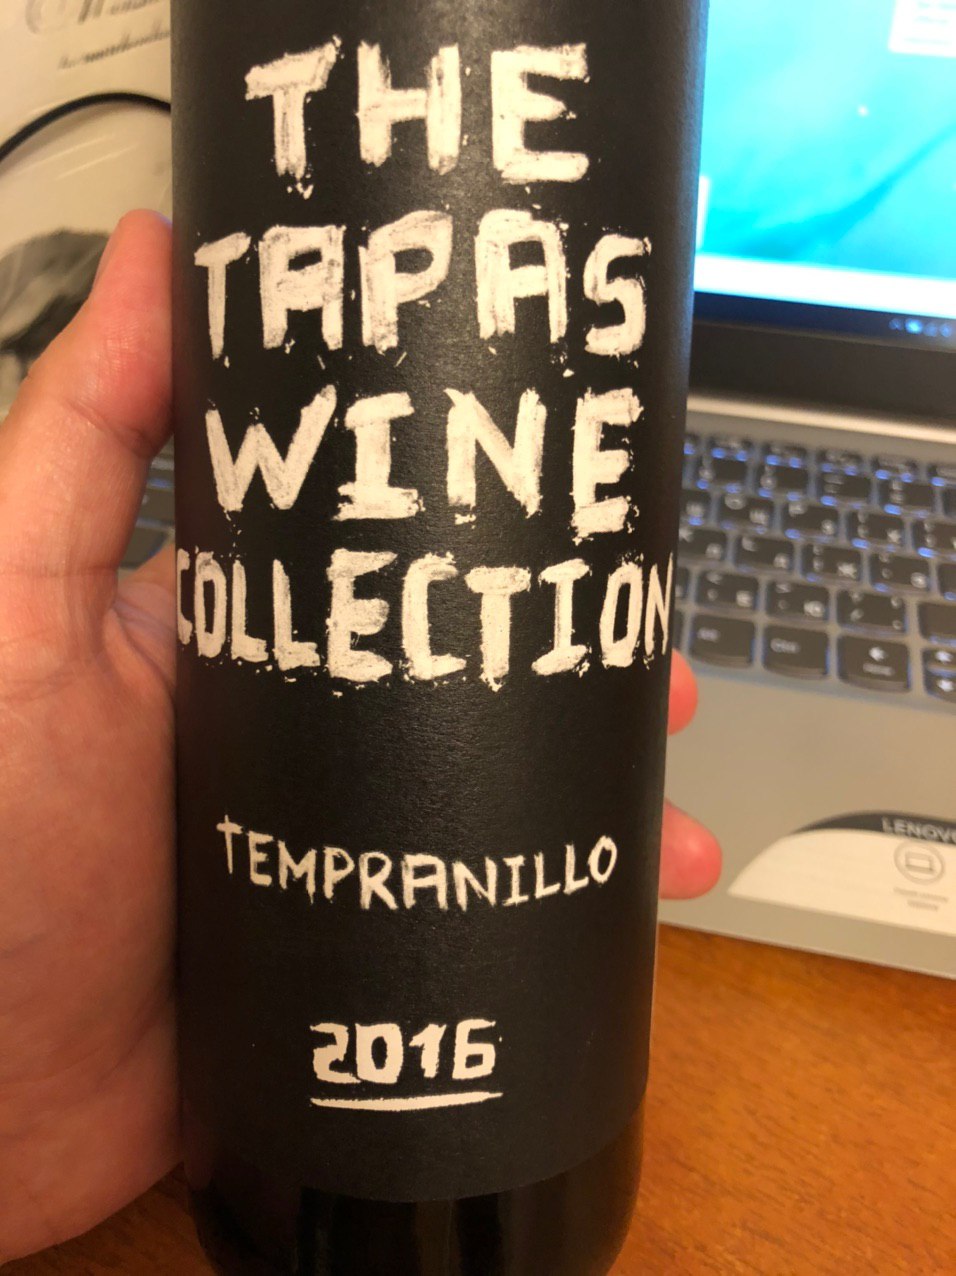 THE
TAPAS
WINE
COLLECTION
TEMPRANILLO
2016
LENOVO